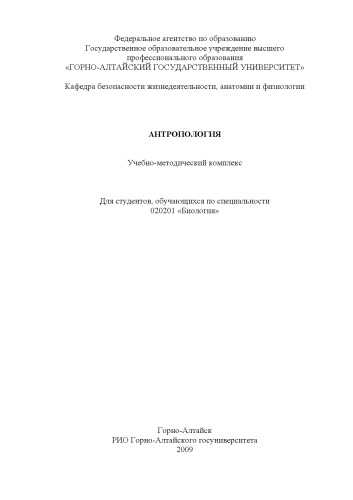 Федеральное агентство по образованию
Государственное образовательное учреждение высшего
профессионального образования
«ГОРНО-АЛТАЙСКИЙ ГОСУДАРСТВЕННЫЙ УНИВЕРСИТЕТ»
Кафедра безопасности жизнедеятельности, анатомии и физиологии
АНТРОПОЛОГИЯ
Учебно-методический комплекс
Для студентов, обучающихся по специальности
020201 «Биология»
Горно-Алтайск
РИО Горно-Алтайского госуниверситета
2009